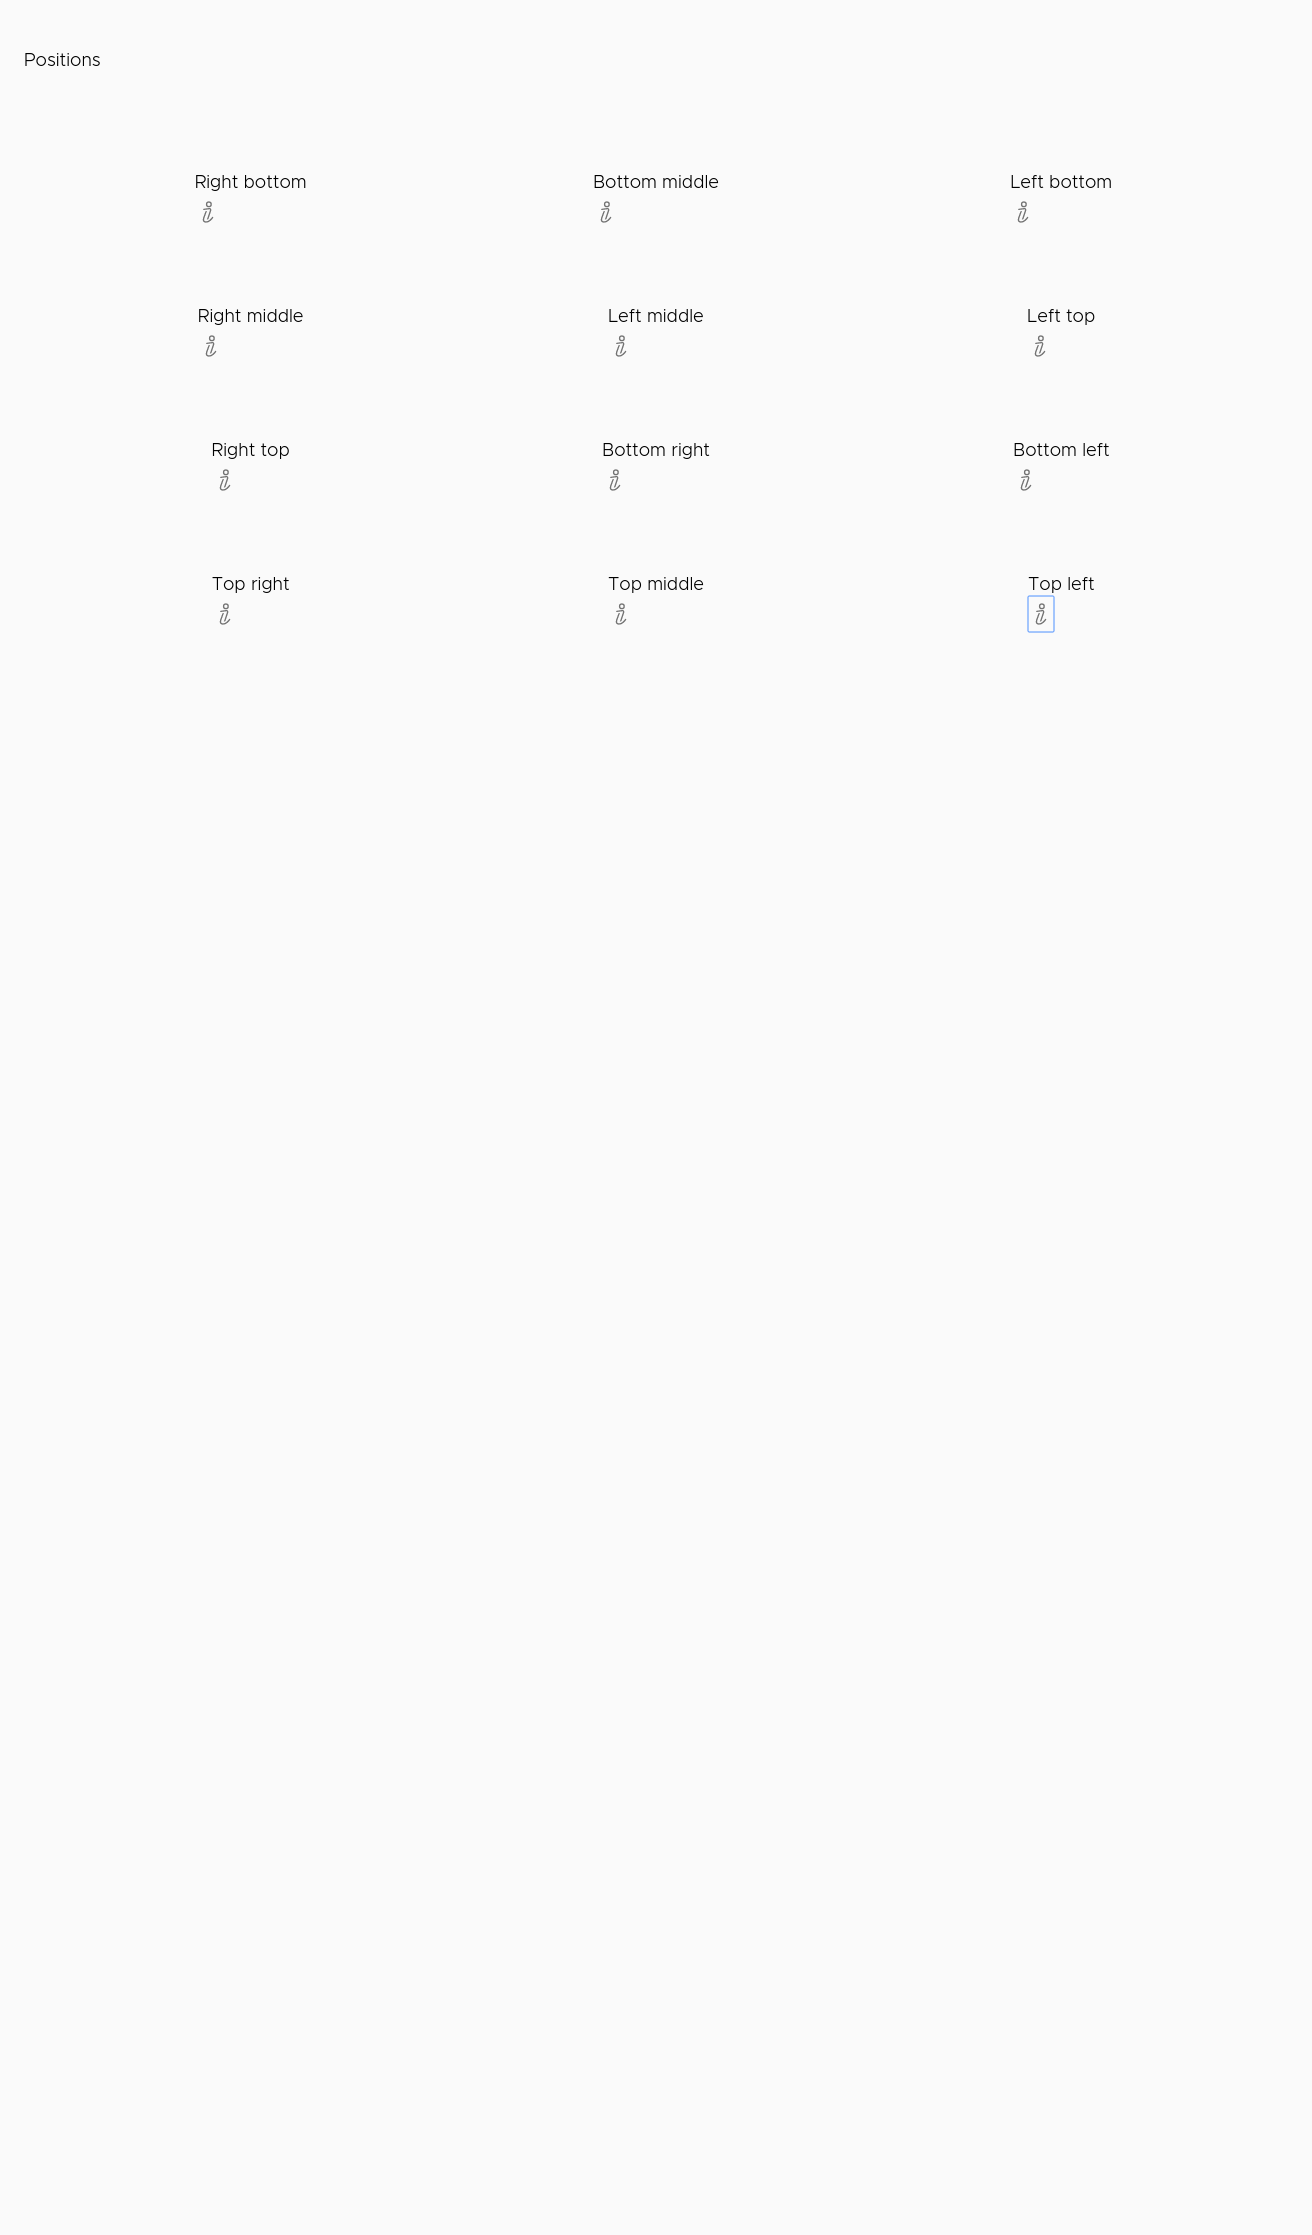 Positions
Right bottom
Bottom middle
Left bottom
Right middle
Left middle
Left top
Right top
Bottom right
Bottom left
Top right
Top middle
Top left